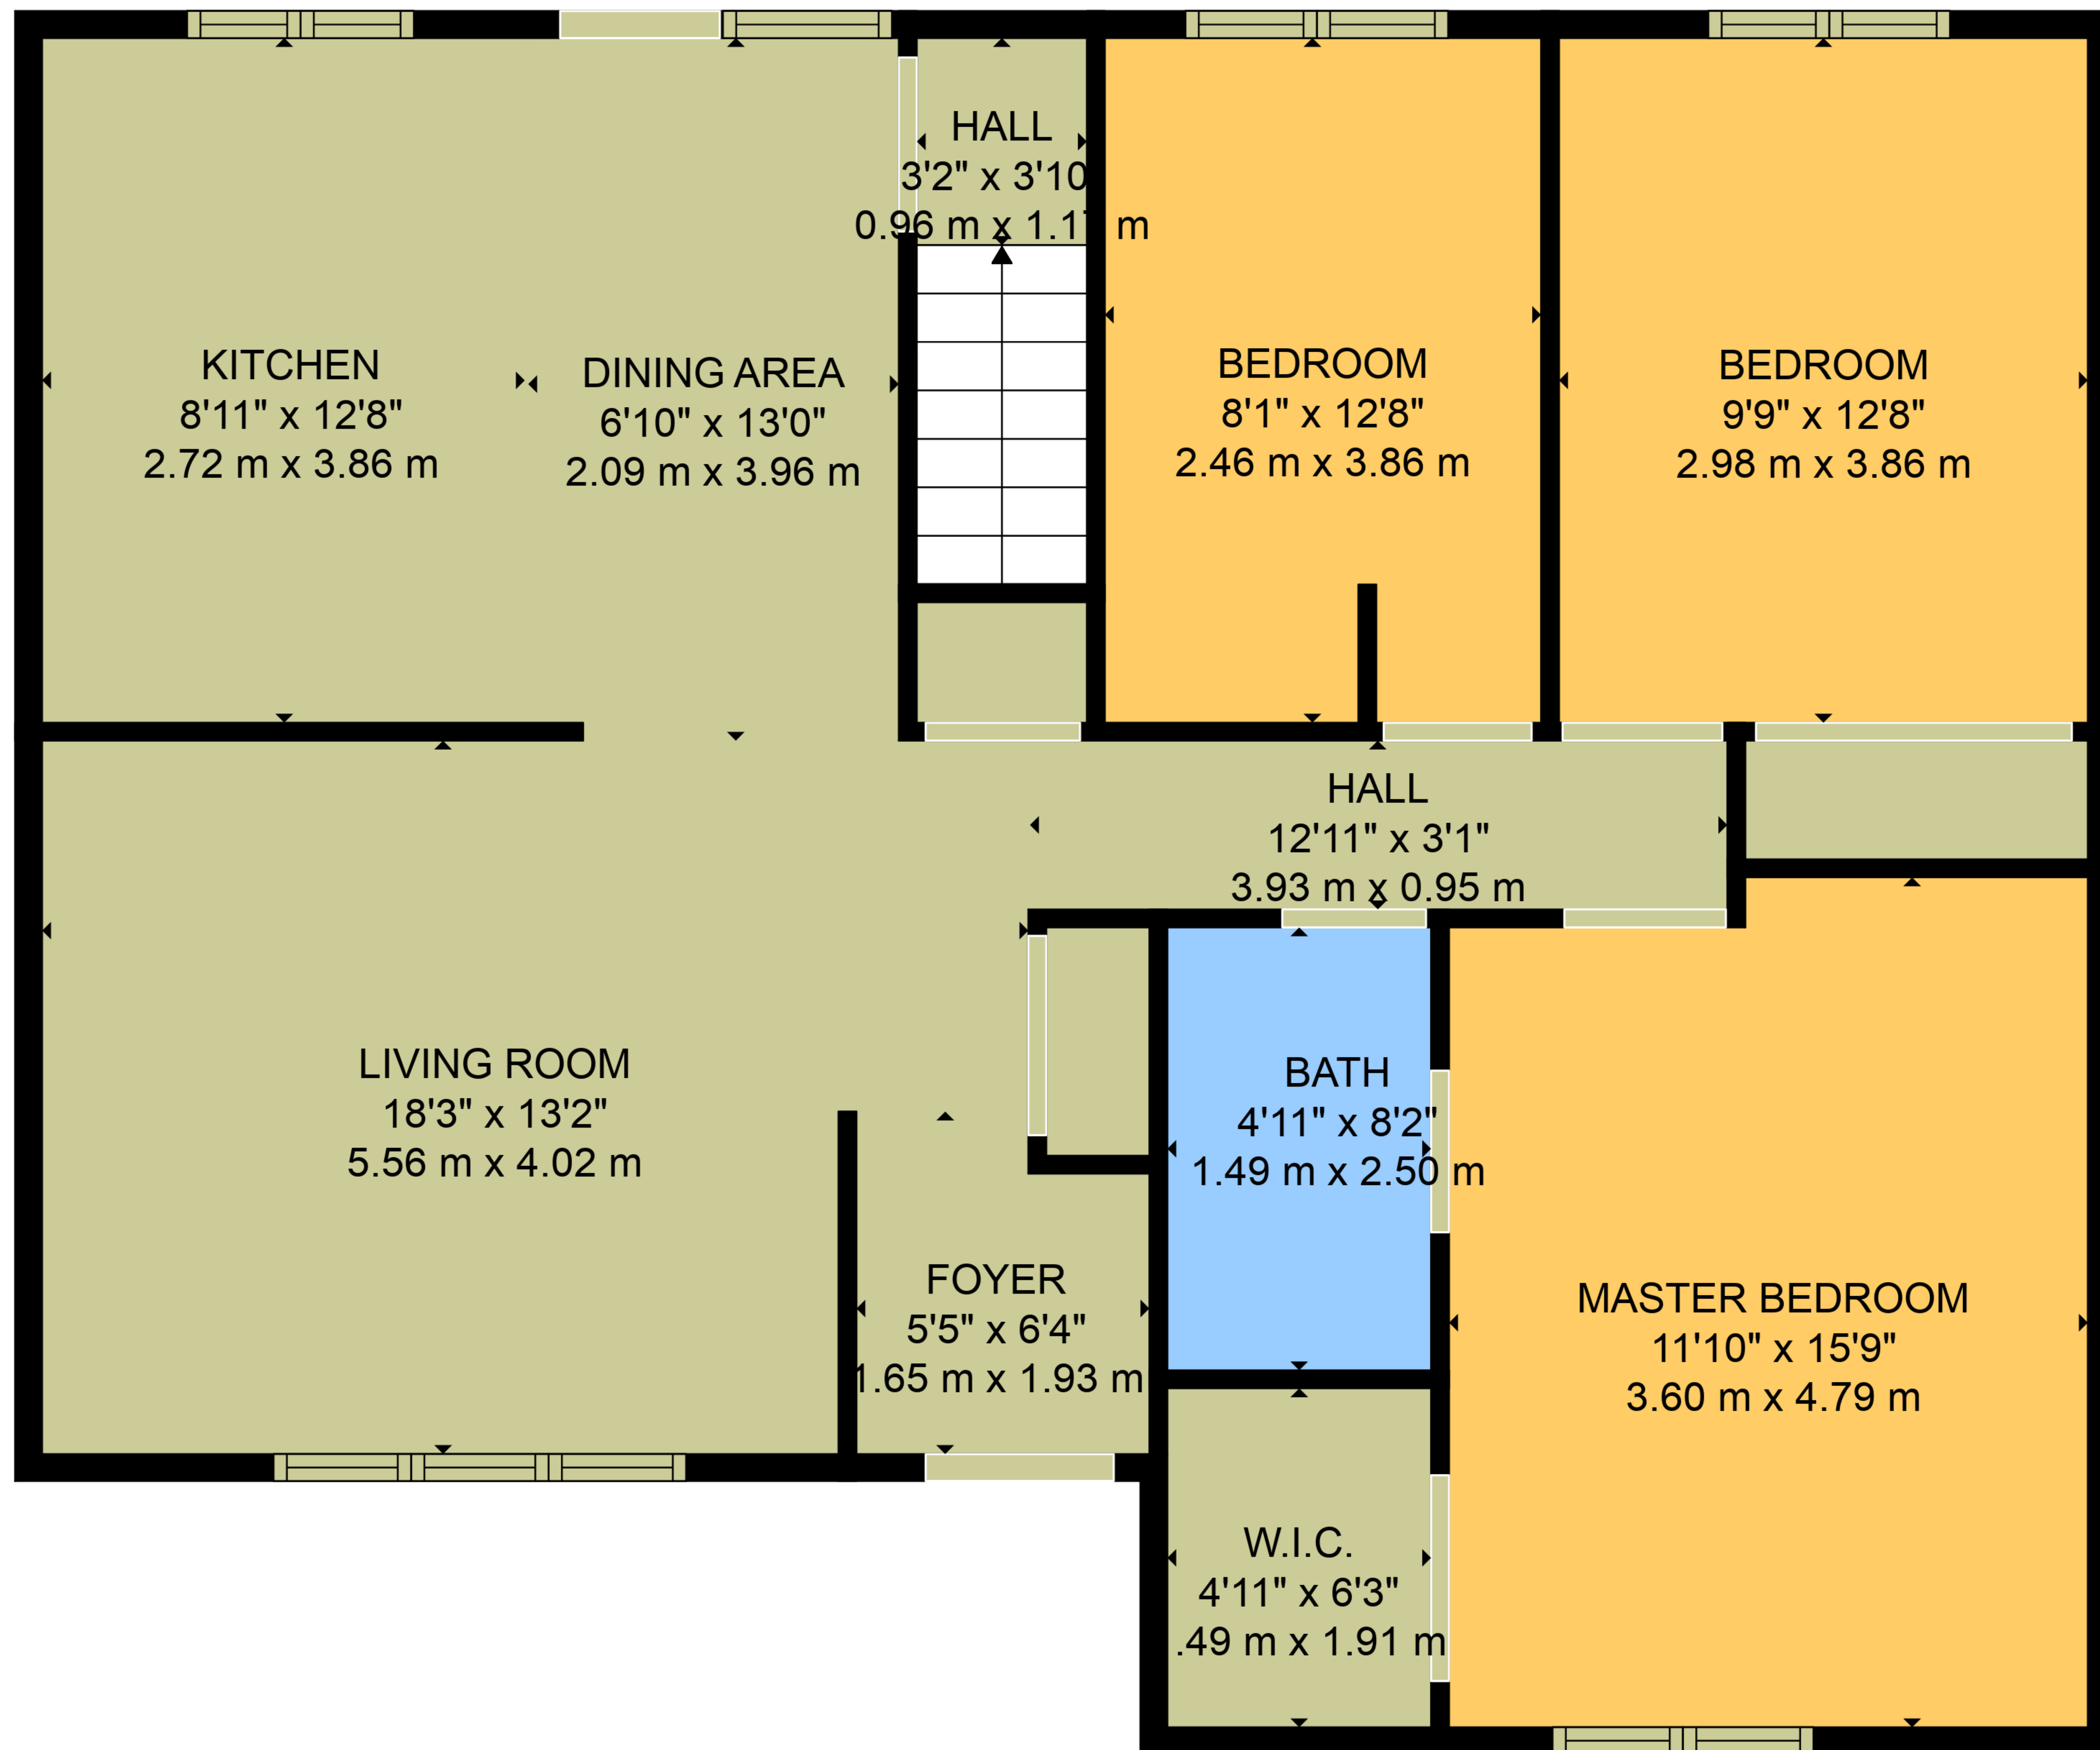 HALL
3'2" x 3'10
0.96 m x 1.1 m
KITCHEN
8'11" x 12'8"
2.72 m x 3.86 m
DINING AREA
6'10" x 13'0"
2.09 m x 3.96 m
BEDROOM
8'1" x 12'8"
2.46 m x 3.86 m
BEDROOM
9'9" x 12'8"
2.98 m x 3.86 m
HALL
12'11" x 3'1"
3.93 m x 0.95 m
LIVING ROOM
18'3" x 13'2"
5.56 m x 4.02 m
BATH
4'11" x 8'2"
1.49 m x 2.50 m
FOYER
5'5" x 6'4"
1.65 m x 1.93 m
MASTER BEDROOM
11'10" x 15'9"
3.60 m x 4.79 m
W.I.C.
4'11" x 6'3"
.49 m x 1.91 m